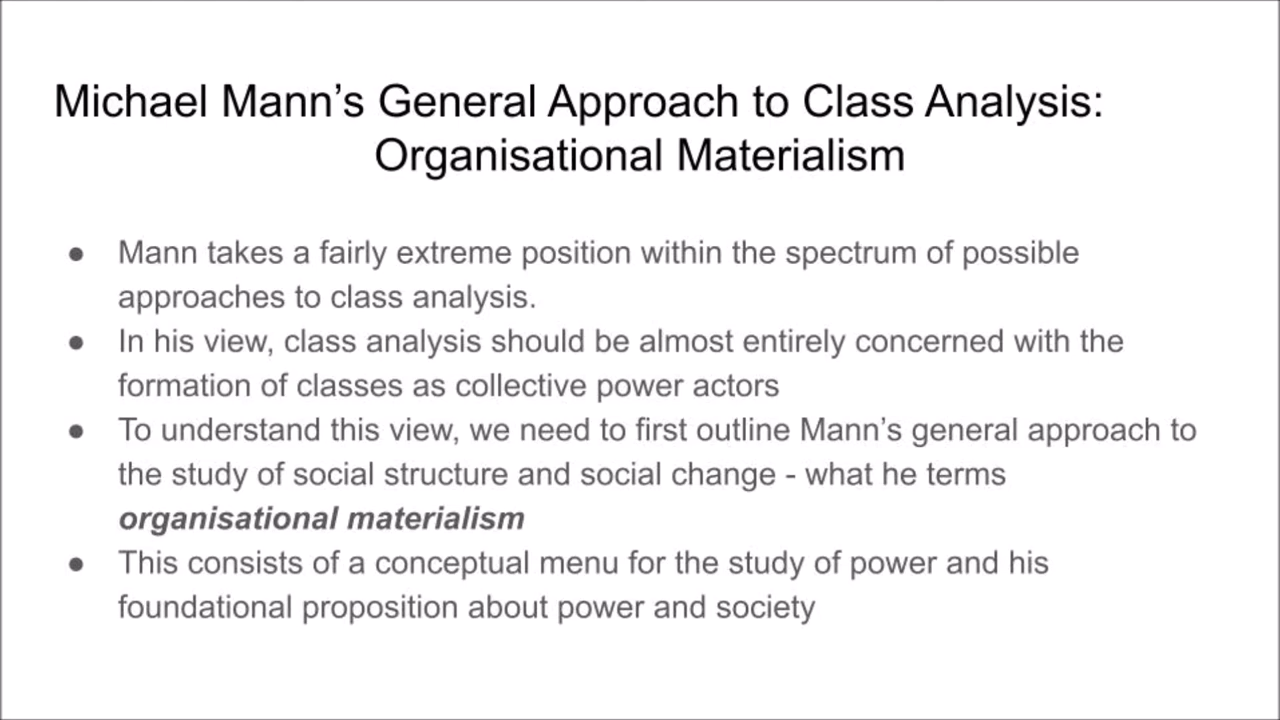 Michael Mann’s General Approach to Class Analysis:
Organisational Materialism
● Mann takes a fairly extreme position within the spectrum of possible
approaches to class analysis.
● In his view, class analysis should be almost entirely concerned with the
formation of classes as collective power actors
● To understand this view, we need to first outline Mann’s general approach to
the study of social structure and social change - what he terms
organisational materialism
● This consists of a conceptual menu for the study of power and his
foundational proposition about power and society